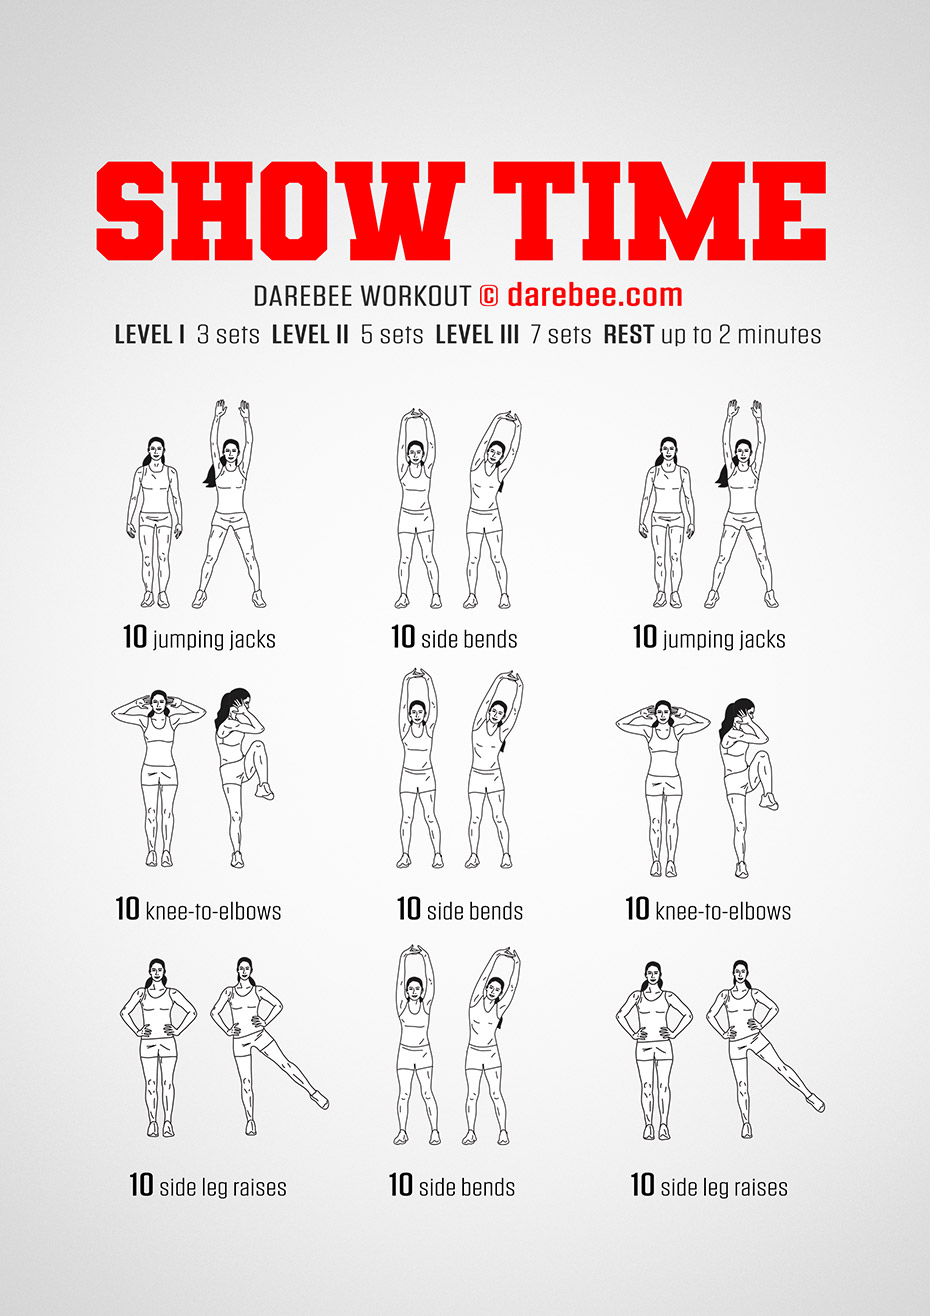 SHOW TIME
DAREBEE WORKOUT © darebee.com
LEVEL I 3 sets LEVEL II 5 sets LEVEL III 7 sets REST up to 2 minutes
10 jumping jacks
10 side bends
10 jumping jacks
10 knee-to-elbows
10 side bends
10 knee-to-elbows
10 side leg raises
10 side bends
10 side leg raises